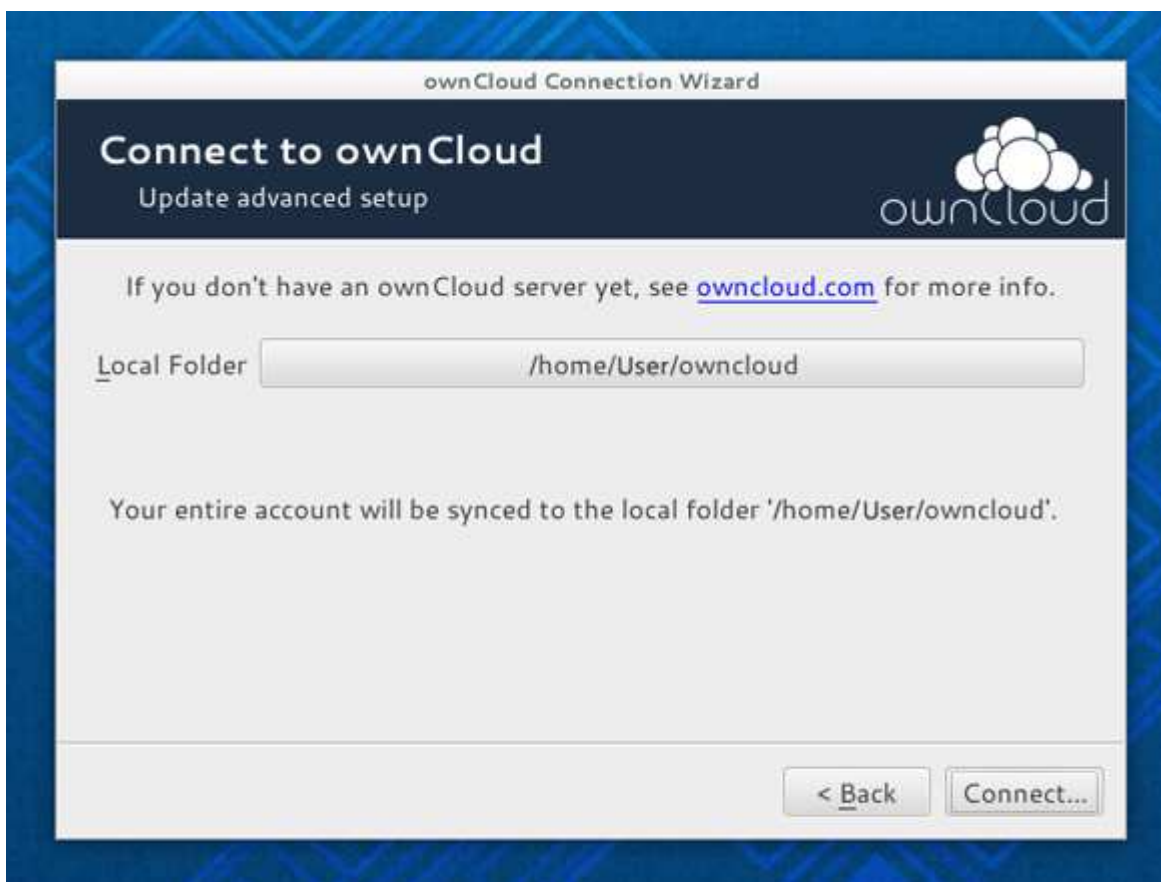 ownCloud Connection Wizard
Connect to ownCloud
Update advanced setup
ownCloud
If you don't have an ownCloud server yet, see owncloud.com for more info.
Local Folder /home/User/owncloud
Your entire account will be synced to the local folder '/home/User/owncloud'.
< Back Connect...